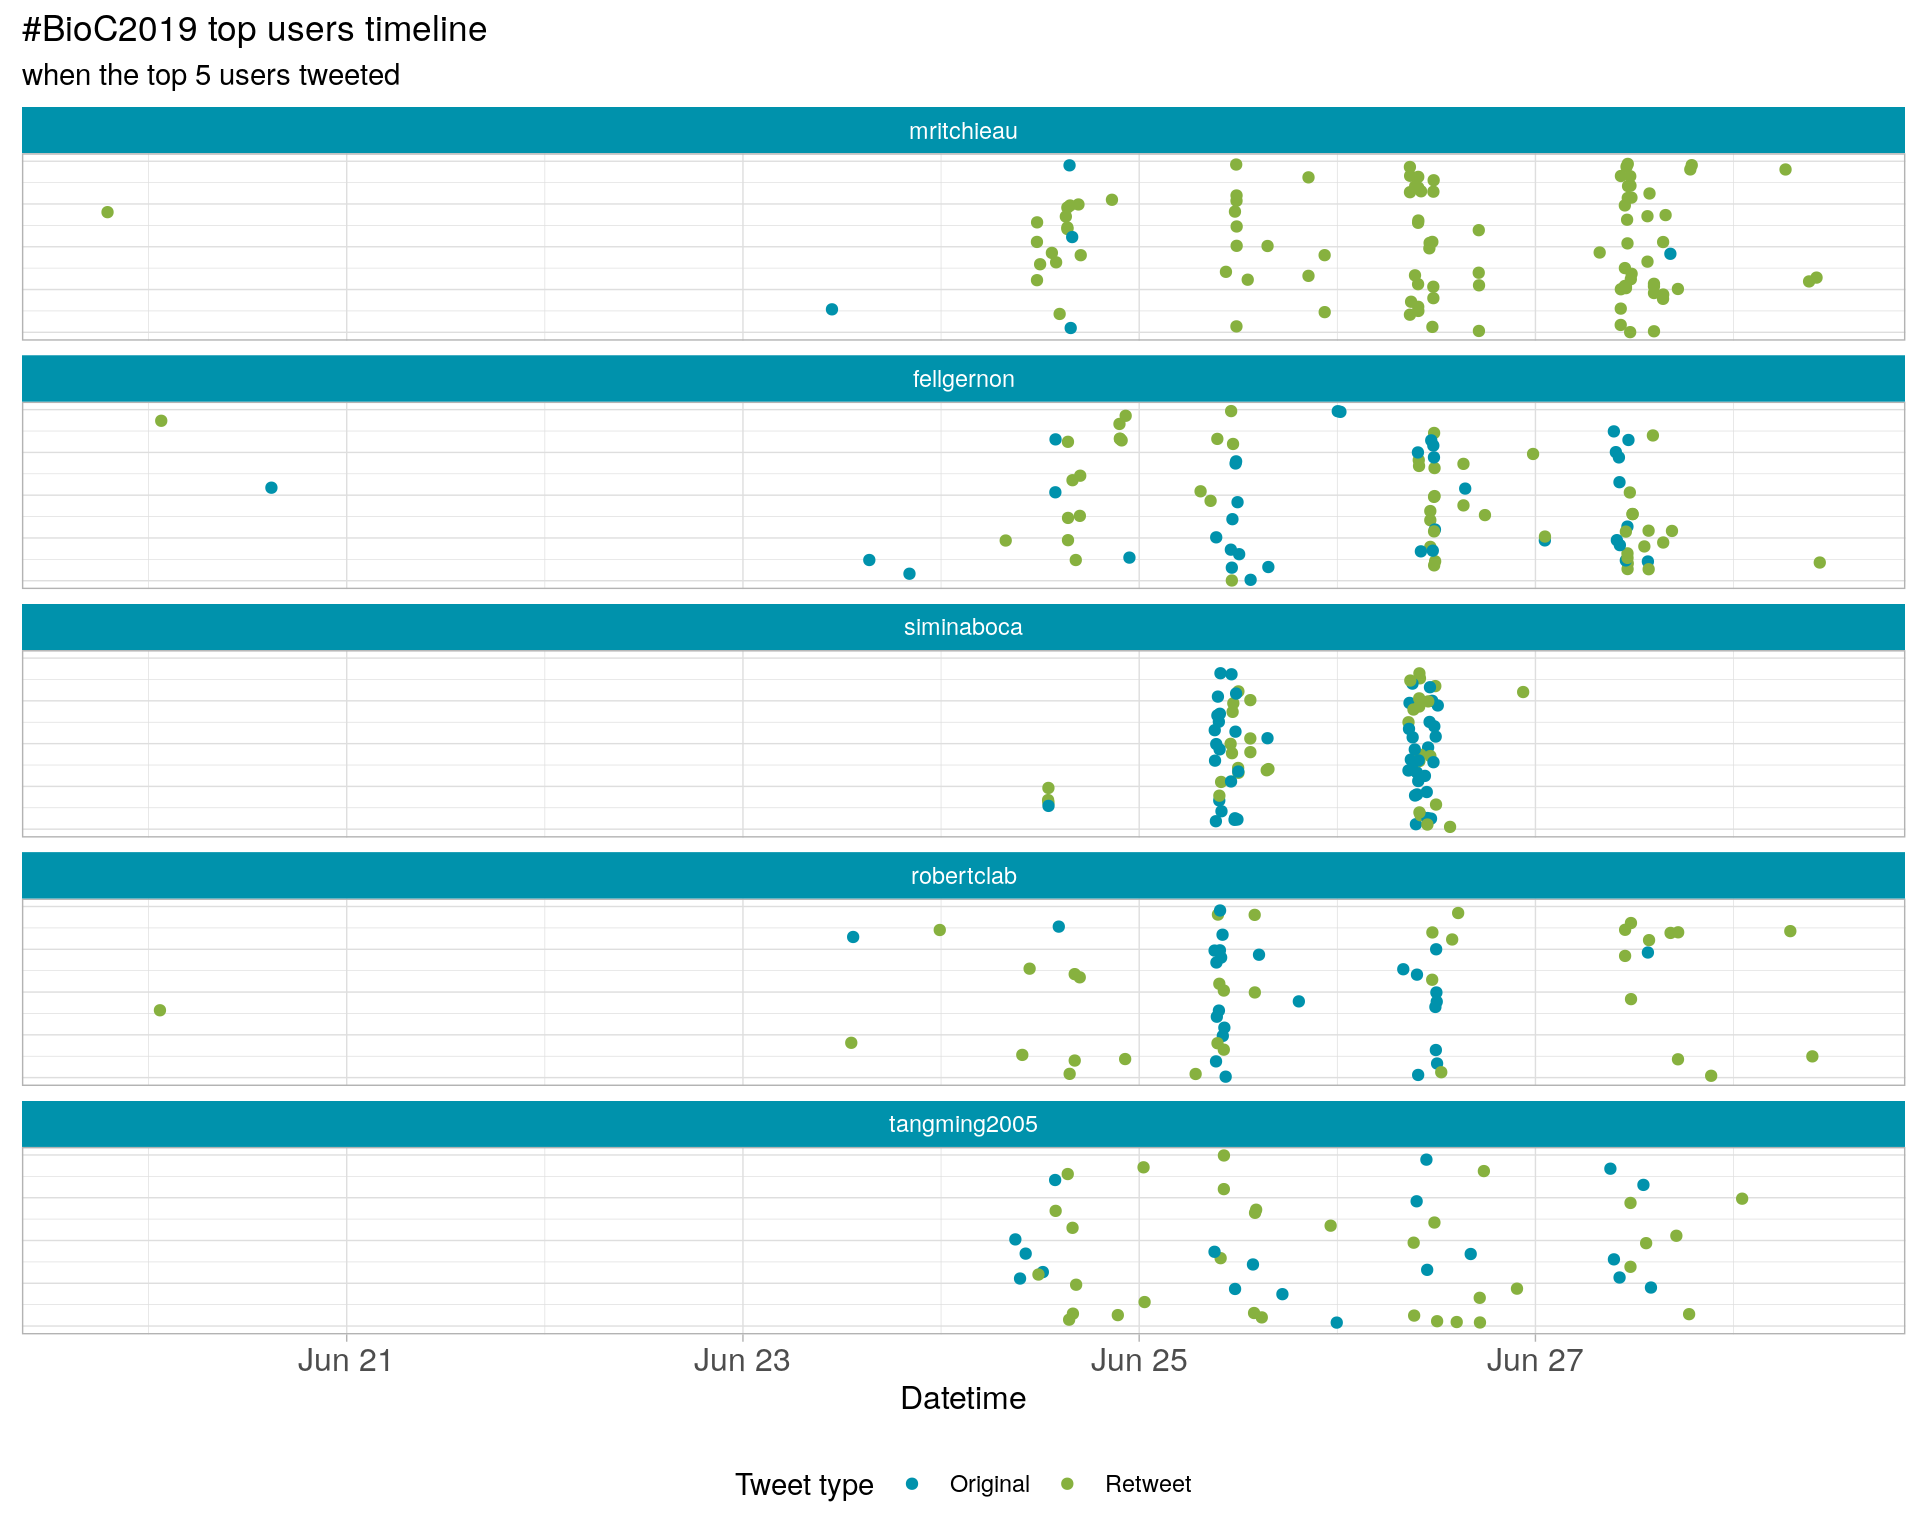 #BioC2019 top users timeline
when the top 5 users tweeted
mritchieau
fellgernon
siminaboca
robertclab
tangming2005
Jun 21 Jun 23 Jun 25 Jun 27
Datetime
Tweet type Original Retweet